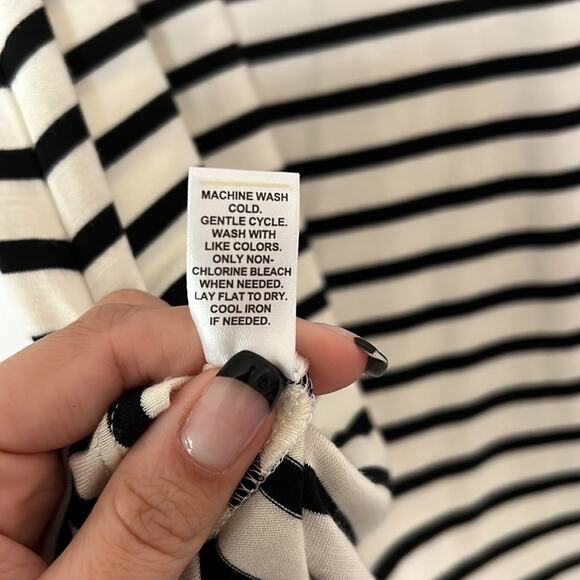 MACHINE WASH
COLD.
GENTLE CYCLE.
WASH WITH
LIKE COLORS.
ONLY NON-
CHLORINE BLEACH
WHEN NEEDED.
LAY FLAT TO DRY.
COOL IRON
IF NEEDED.